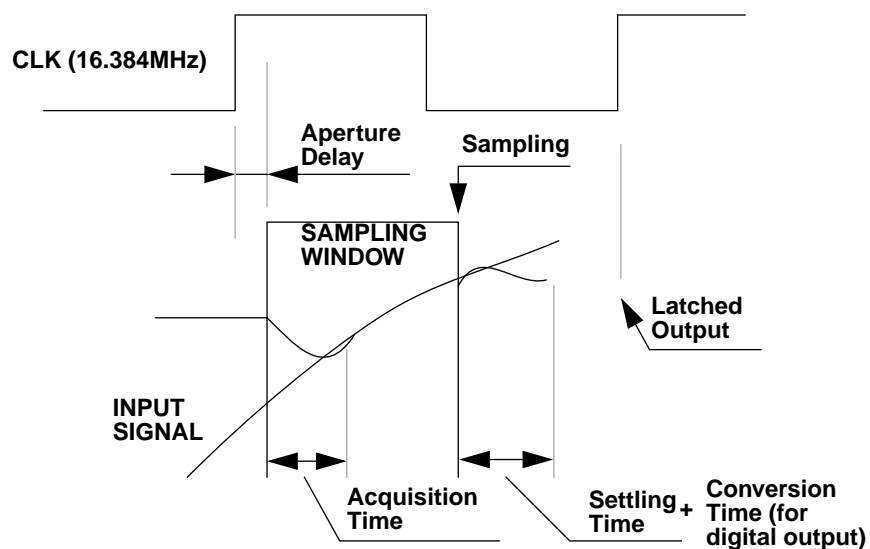 CLK (16.384MHz)
Aperture
Delay
Sampling
SAMPLING
WINDOW
Latched
Output
INPUT
SIGNAL
Acquisition
Time
Settling
Time
+
Conversion
Time (for
digital output)